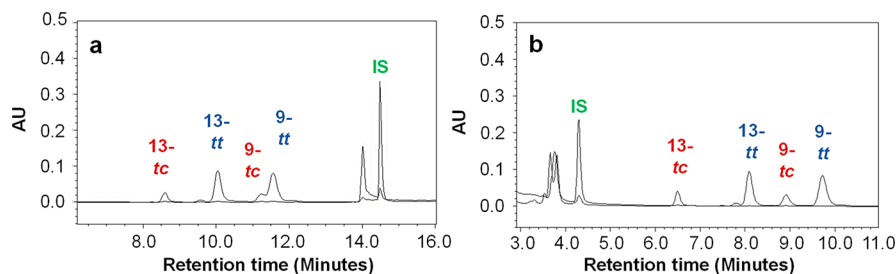 a
AU
0.5
0.4
0.3
0.2
0.1
0.0
IS
13-
tc
13-
tt
9-
tc
9-
tt
8.0 10.0 12.0 14.0 16.0
Retention time (Minutes)
b
AU
0.5
0.4
0.3
0.2
0.1
0.0
IS
13-
tc
13-
tt
9-
tc
9-
tt
3.0 4.0 5.0 6.0 7.0 8.0 9.0 10.0 11.0
Retention time (Minutes)